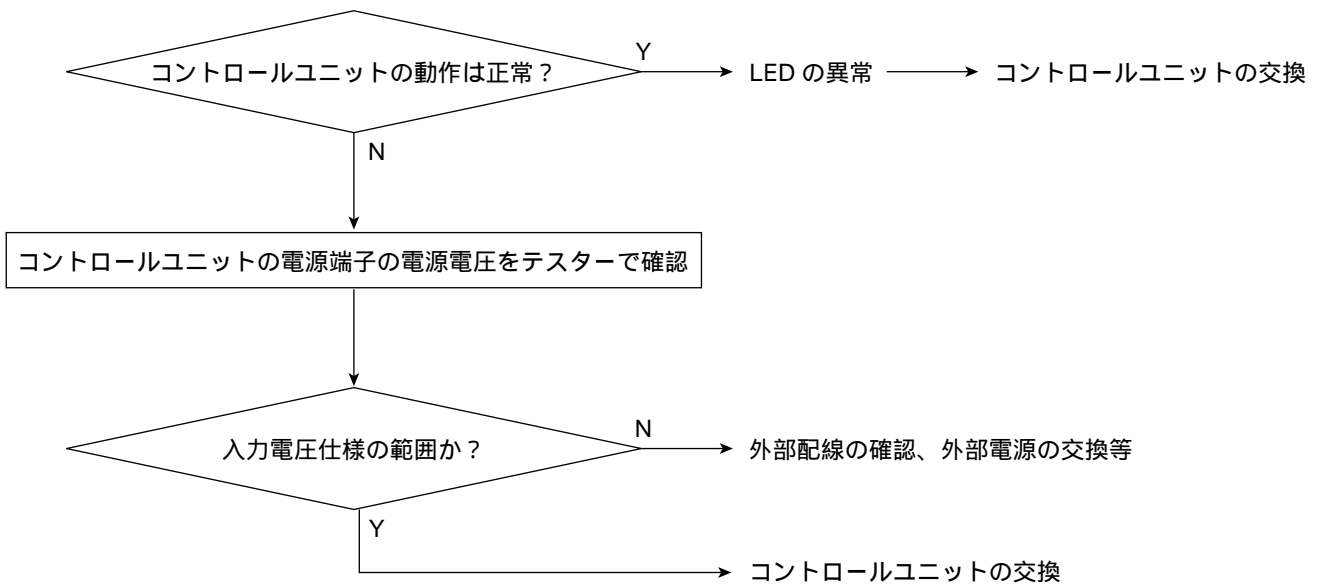 コントロールユニットの動作は正常？
Y
LED の異常
コントロールユニットの交換
N
コントロールユニットの電源端子の電源電圧をテスターで確認
入力電圧仕様の範囲か？
N
外部配線の確認、外部電源の交換等
Y
コントロールユニットの交換